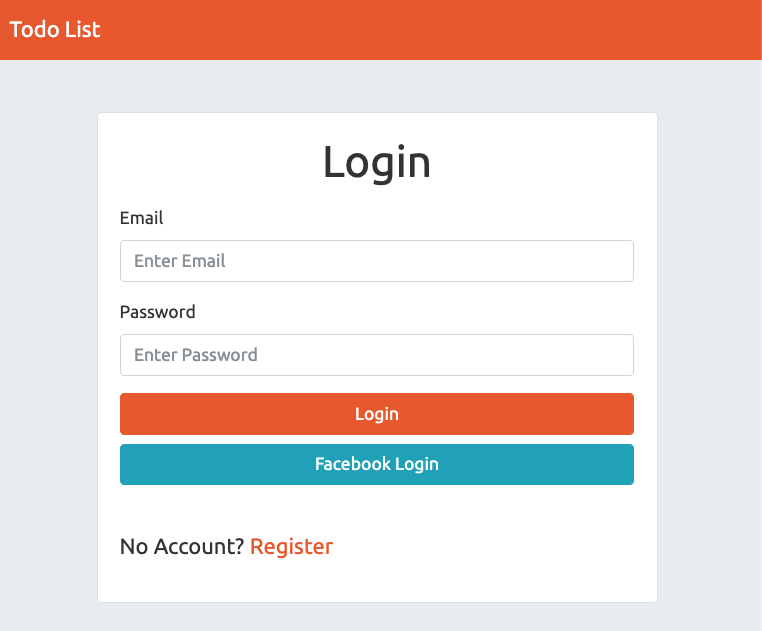 Todo List
Login
Email
Enter Email
Password
Enter Password
Login
Facebook Login
No Account? Register